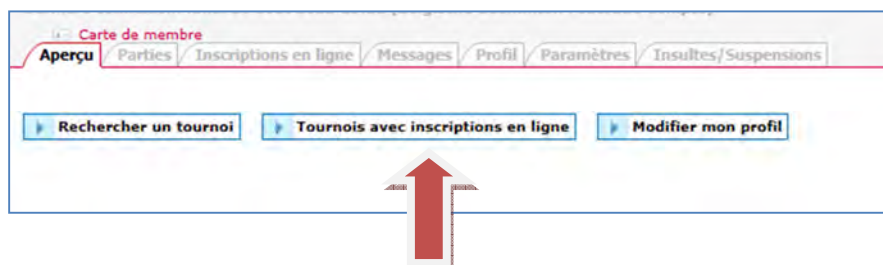 Carte de membre
Aperçu Parties Inscriptions en ligne Messages Profil Paramètres Insultes/Suspensions
Rechercher un tournoi Tournois avec inscriptions en ligne Modifier mon profil